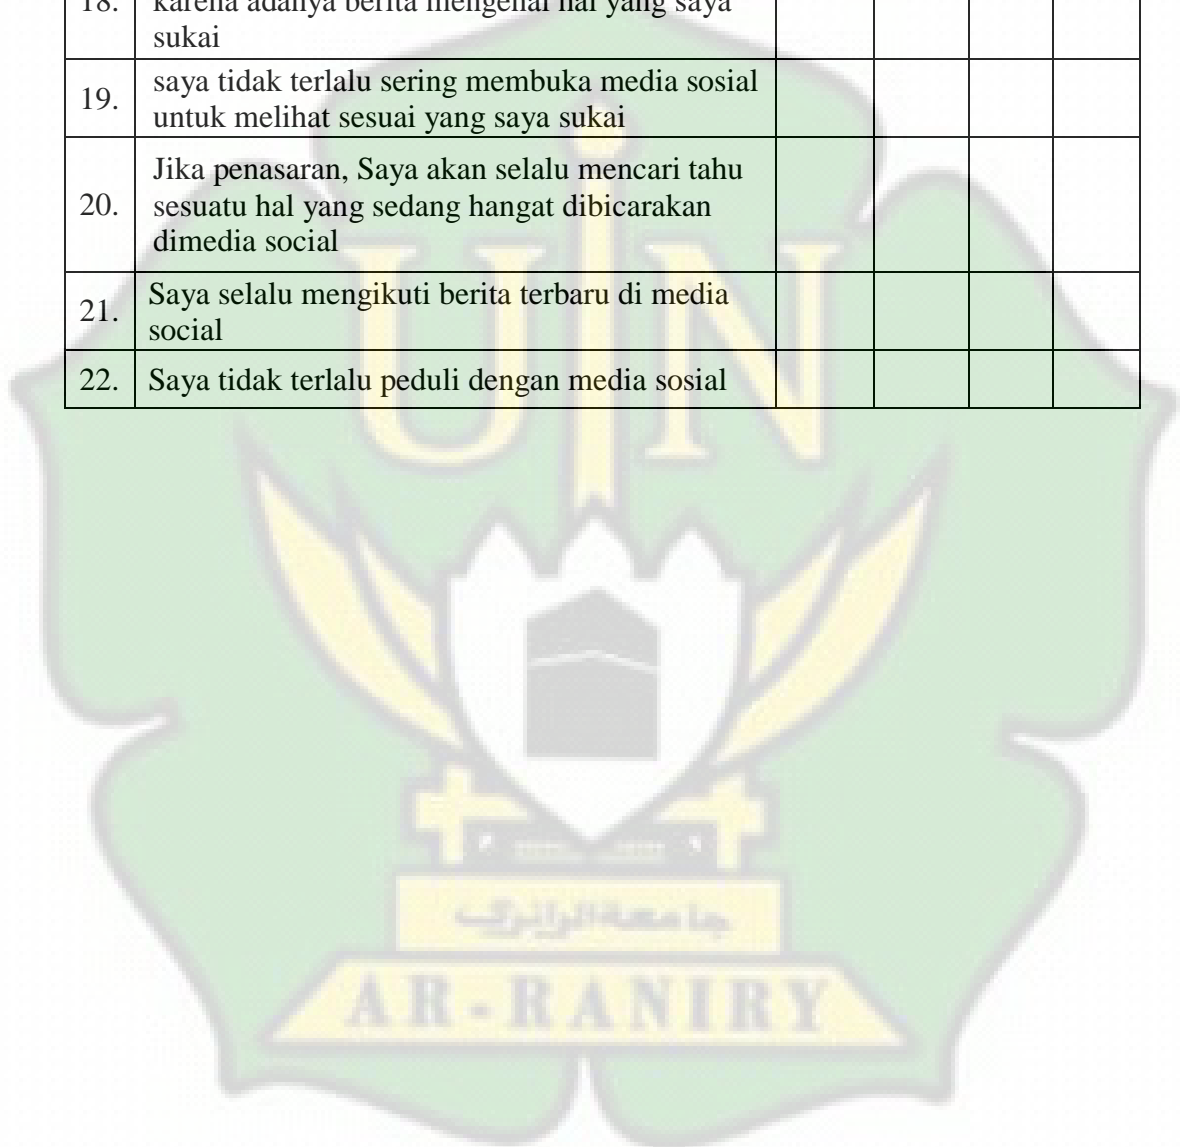 18. karena adanya berita mengenai hal yang saya
sukai
19. saya tidak terlalu sering membuka media sosial
untuk melihat sesuai yang saya sukai
20. Jika penasaran, Saya akan selalu mencari tahu
sesuatu hal yang sedang hangat dibicarakan
dimedia social
21. Saya selalu mengikuti berita terbaru di media
social
22. Saya tidak terlalu peduli dengan media sosial
UIN
جامعة الرانري
AR-RANIRY